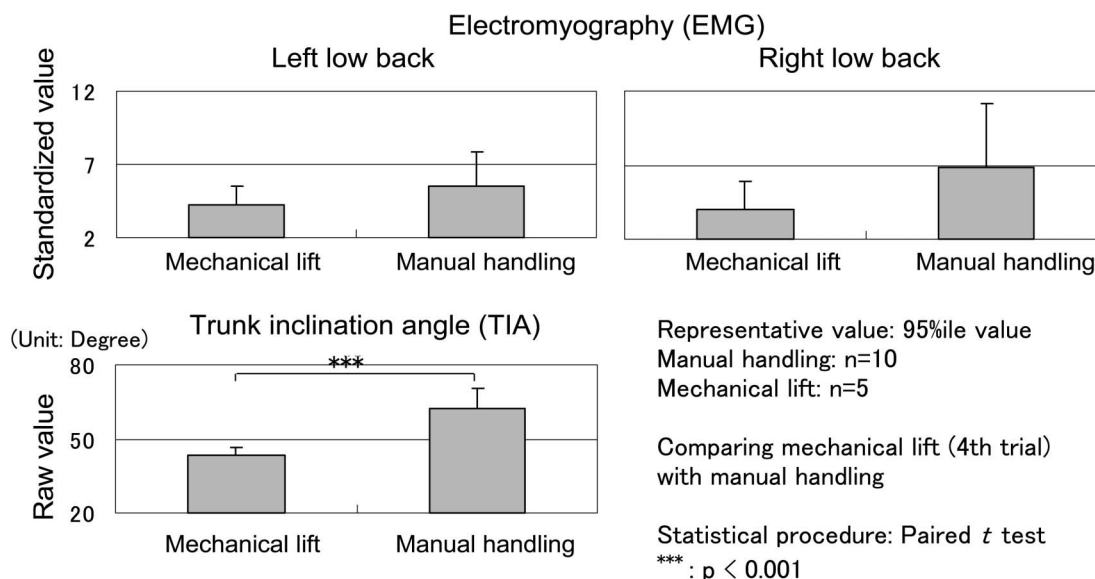 Electromyography (EMG)
Left low back
Right low back
Standardized value
12
7
2
Mechanical lift
Manual handling
Mechanical lift
Manual handling
Trunk inclination angle (TIA)
(Unit: Degree)
Raw value
80
50
20
***
Mechanical lift
Manual handling
Representative value: 95%ile value
Manual handling: n=10
Mechanical lift: n=5
Comparing mechanical lift (4th trial)
with manual handling
Statistical procedure: Paired t test
*** : p < 0.001